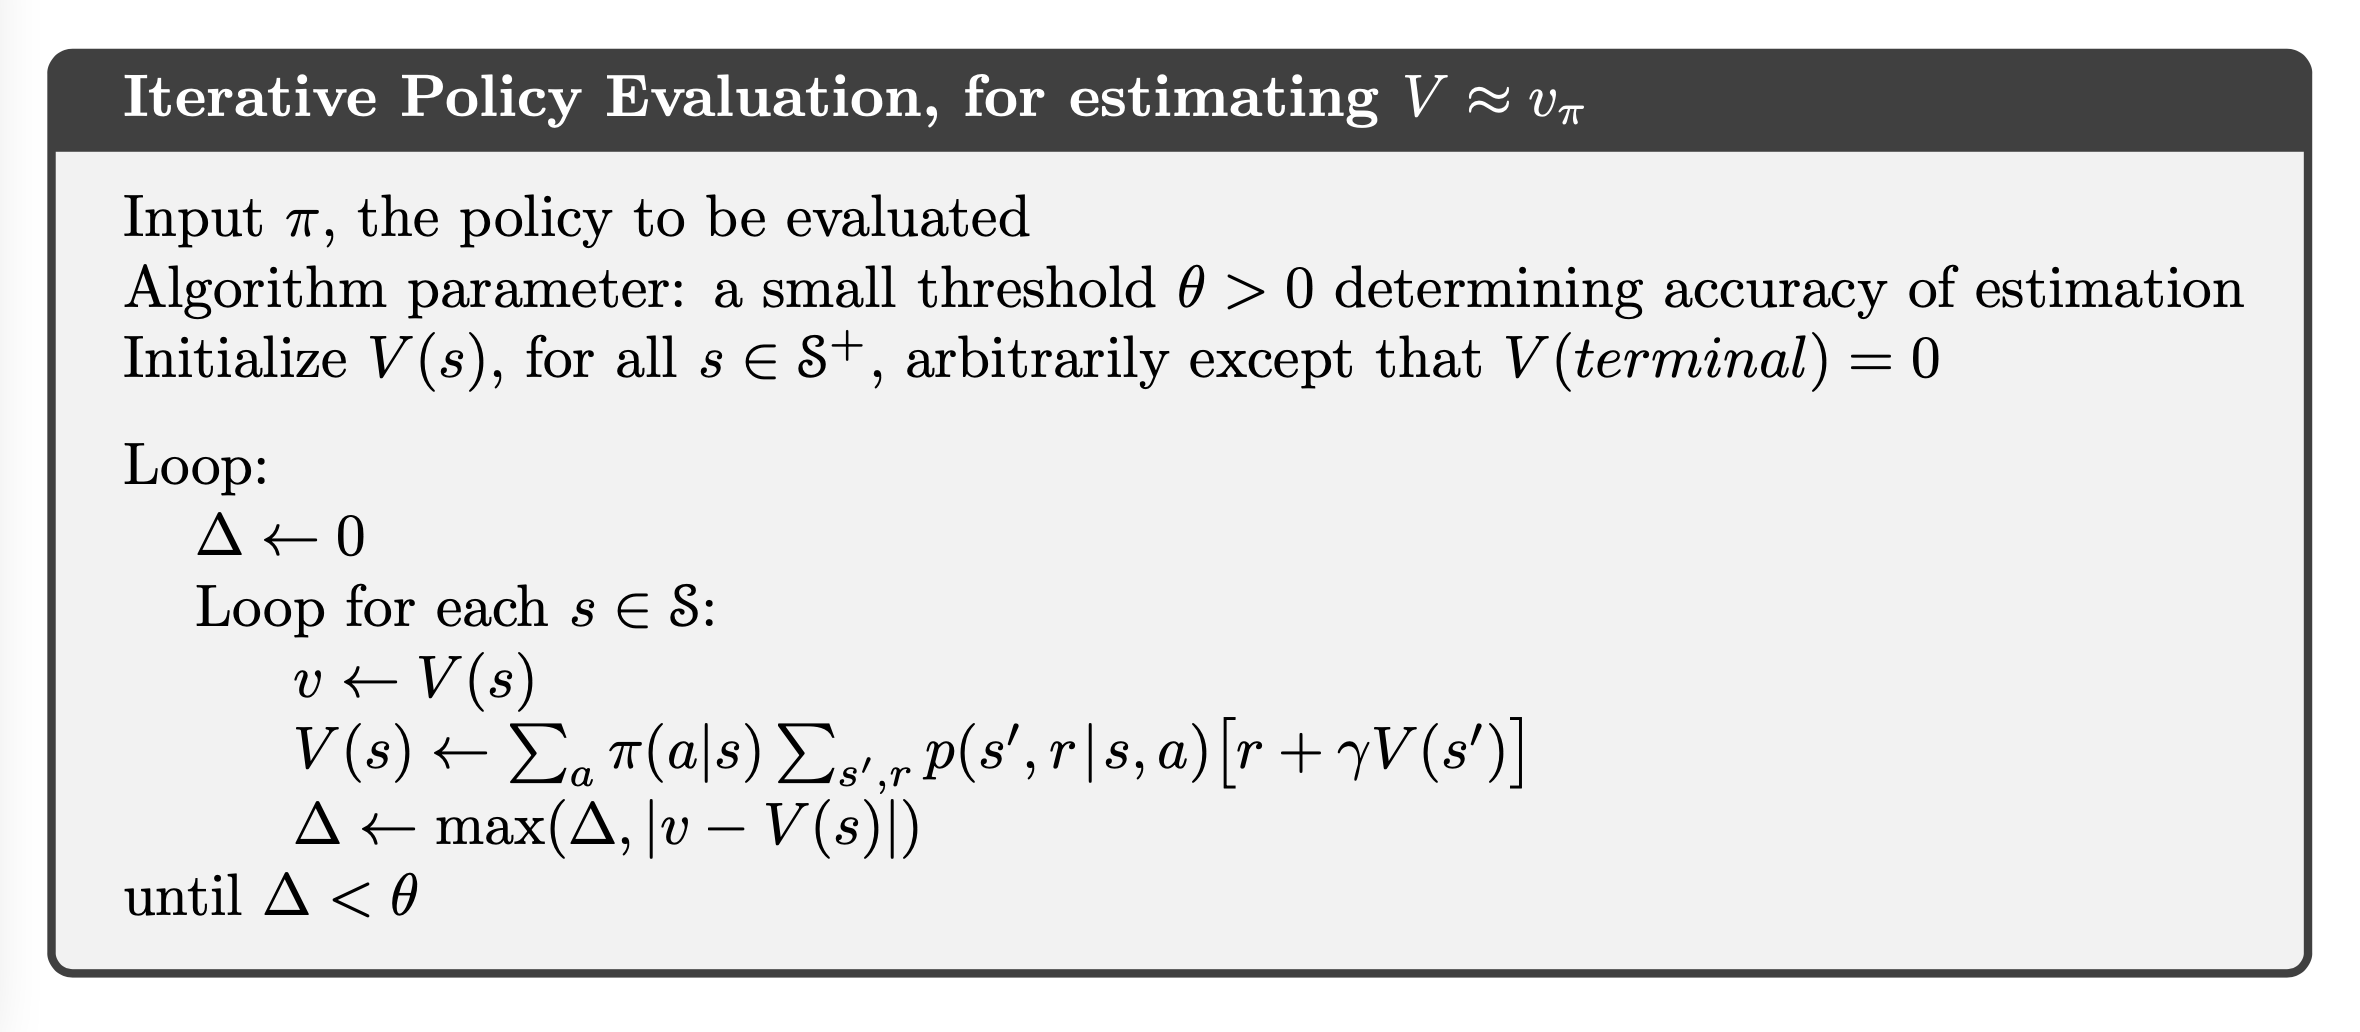 Iterative Policy Evaluation, for estimating V ≈ v_π
Input π, the policy to be evaluated
Algorithm parameter: a small threshold θ > 0 determining accuracy of estimation
Initialize V(s), for all s ∈ 𝒮⁺, arbitrarily except that V(terminal) = 0
Loop:
Δ ← 0
Loop for each s ∈ 𝒮:
v ← V(s)
V(s) ← ∑_a π(a|s) ∑_{s′,r} p(s′, r|s, a)[r + γV(s′)]
Δ ← max(Δ, |v − V(s)|)
until Δ < θ